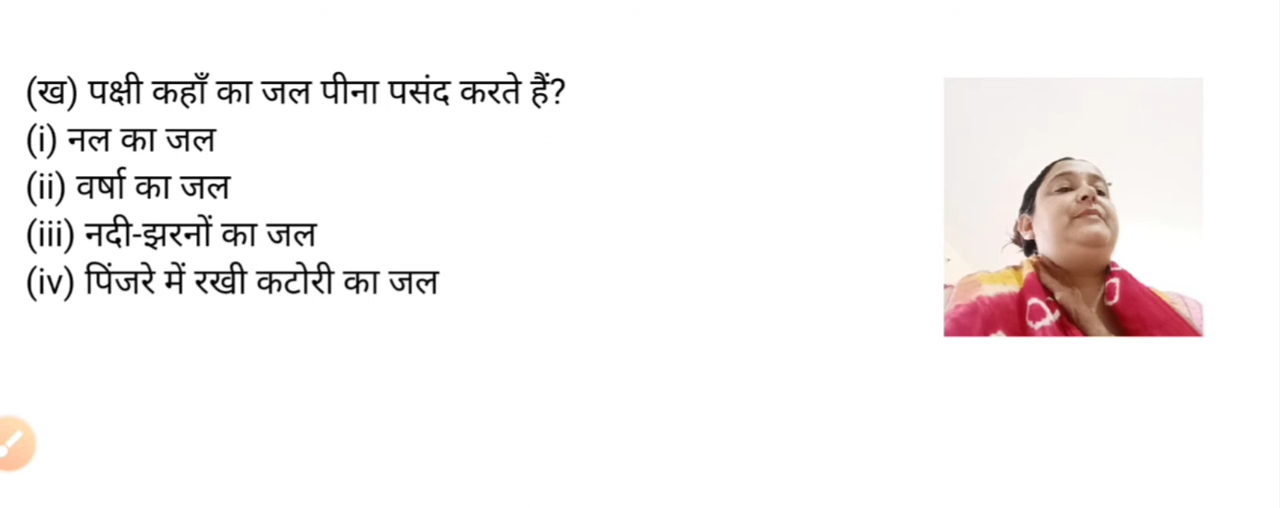 (ख) पक्षी कहाँ का जल पीना पसंद करते हैं?
(i) नल का जल
(ii) वर्षा का जल
(iii) नदी-झरनों का जल
(iv) पिंजरे में रखी कटोरी का जल